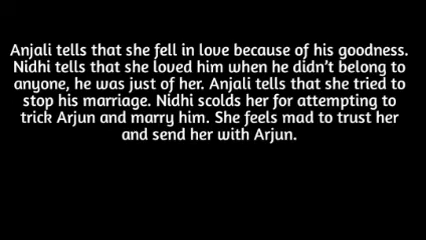 Anjali tells that she fell in love because of his goodness.
Nidhi tells that she loved him when he didn’t belong to
anyone, he was just of her. Anjali tells that she tried to
stop his marriage. Nidhi scolds her for attempting to
trick Arjun and marry him. She feels mad to trust her
and send her with Arjun.